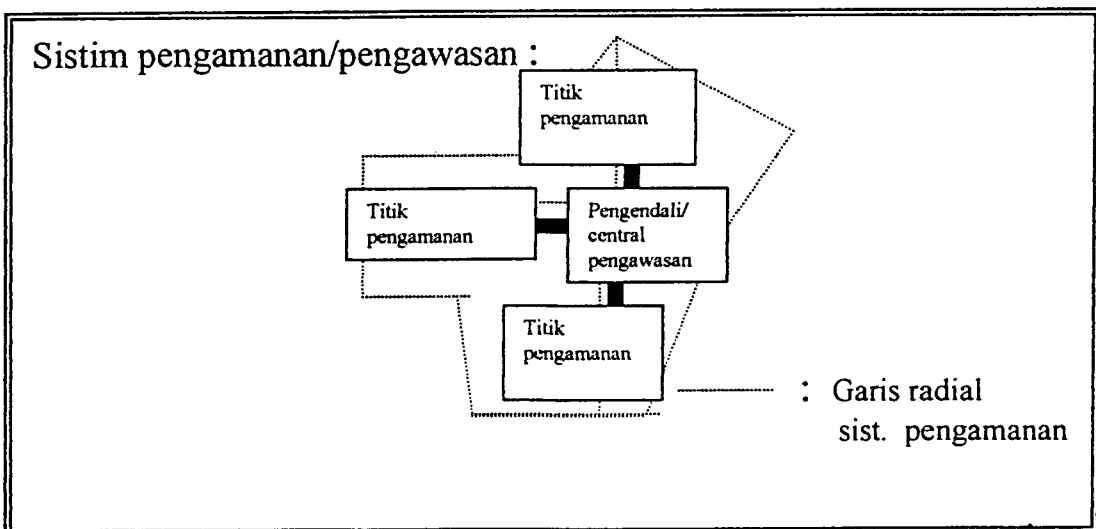 Sistim pengamanan/pengawasan :
Titik
pengamanan
Titik
pengamanan
Pengendali/
central
pengawasan
Titik
pengamanan
: Garis radial
sist. pengamanan